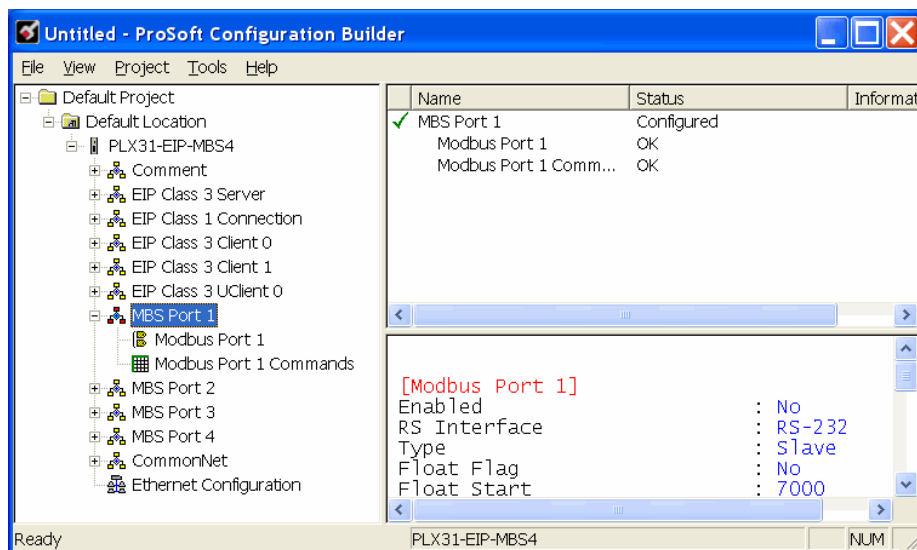 Untitled - ProSoft Configuration Builder
File View Project Tools Help
Default Project
Default Location
PLX31-EIP-MBS4
Comment
EIP Class 3 Server
EIP Class 1 Connection
EIP Class 3 Client 0
EIP Class 3 Client 1
EIP Class 3 UClient 0
MBS Port 1
Modbus Port 1
Modbus Port 1 Commands
MBS Port 2
MBS Port 3
MBS Port 4
CommonNet
Ethernet Configuration
Name Status Informat
MBS Port 1 Configured
Modbus Port 1 OK
Modbus Port 1 Comm... OK
[Modbus Port 1]
Enabled : No
RS Interface : RS-232
Type : Slave
Float Flag : No
Float Start : 7000
Ready PLX31-EIP-MBS4 NUM